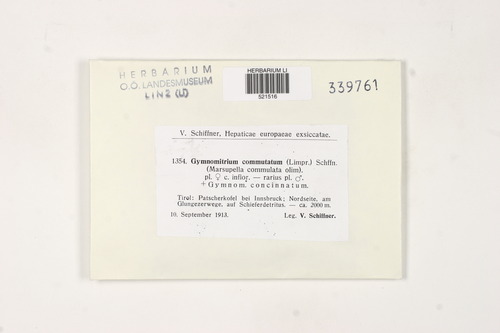 HERBARIUM
O.Ö. LANDESMUSEUM
LINZ (LI)
HERBARIUM LI
521516
339761
V. Schiffner, Hepaticae europaeae exsiccatae.
1354. Gymnomitrium commutatum (Limpr.) Schffn.
(Marsupella commutata olim).
pl. ♀ c. inflor. — rarius pl. ♂.
+ Gymnom. concinnatum.
Tirol: Patscherkofel bei Innsbruck; Nordseite, am
Glungezerwege, auf Schieferdetritus. — ca. 2000 m.
10. September 1913.
Leg. V. Schiffner.